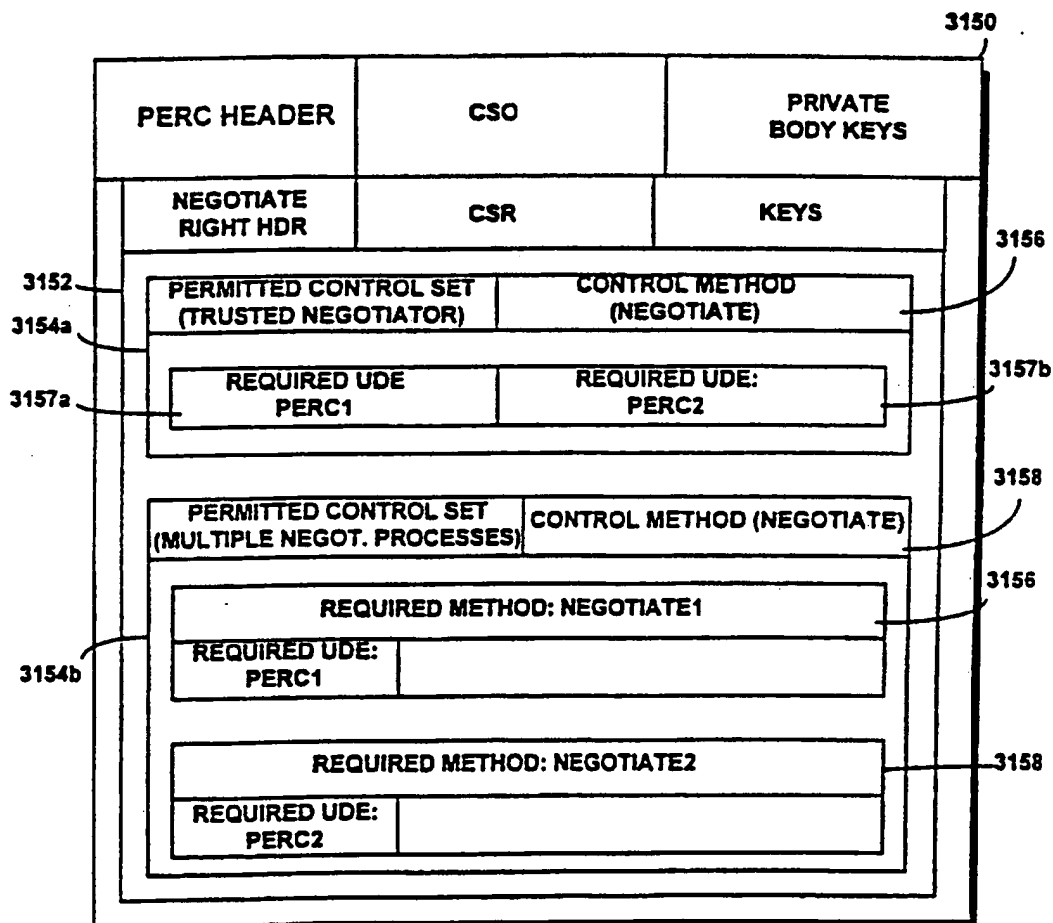 3150
PERC HEADER
CSO
PRIVATE
BODY KEYS
NEGOTIATE
RIGHT HDR
CSR
KEYS
3156
3152
PERMITTED CONTROL SET
(TRUSTED NEGOTIATOR)
CONTROL METHOD
(NEGOTIATE)
3154a
3157a
REQUIRED UDE
PERC1
REQUIRED UDE:
PERC2
3157b
3158
PERMITTED CONTROL SET
(MULTIPLE NEGOT. PROCESSES)
CONTROL METHOD (NEGOTIATE)
3156
REQUIRED METHOD: NEGOTIATE1
3154b
REQUIRED UDE:
PERC1
REQUIRED METHOD: NEGOTIATE2
3158
REQUIRED UDE:
PERC2